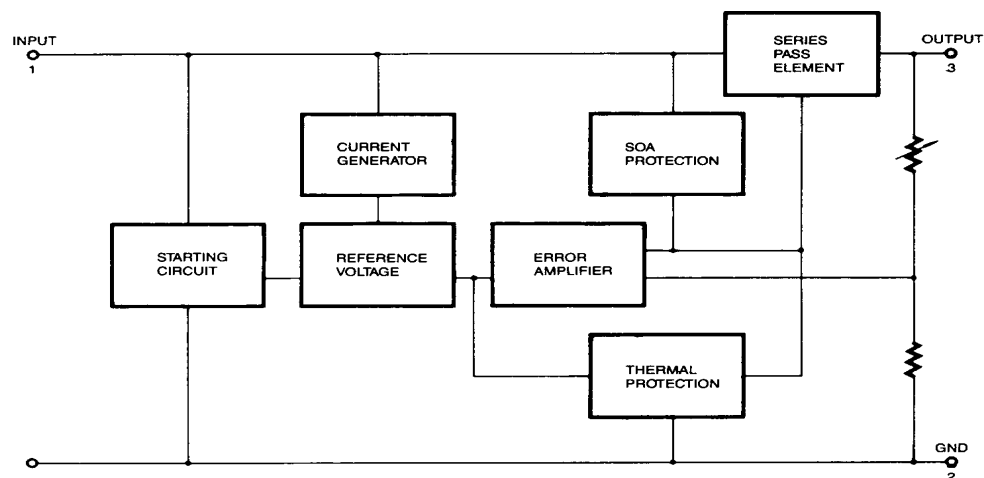 SERIES
PASS
ELEMENT
INPUT
1
OUTPUT
3
CURRENT
GENERATOR
SOA
PROTECTION
STARTING
CIRCUIT
REFERENCE
VOLTAGE
ERROR
AMPLIFIER
THERMAL
PROTECTION
GND
2